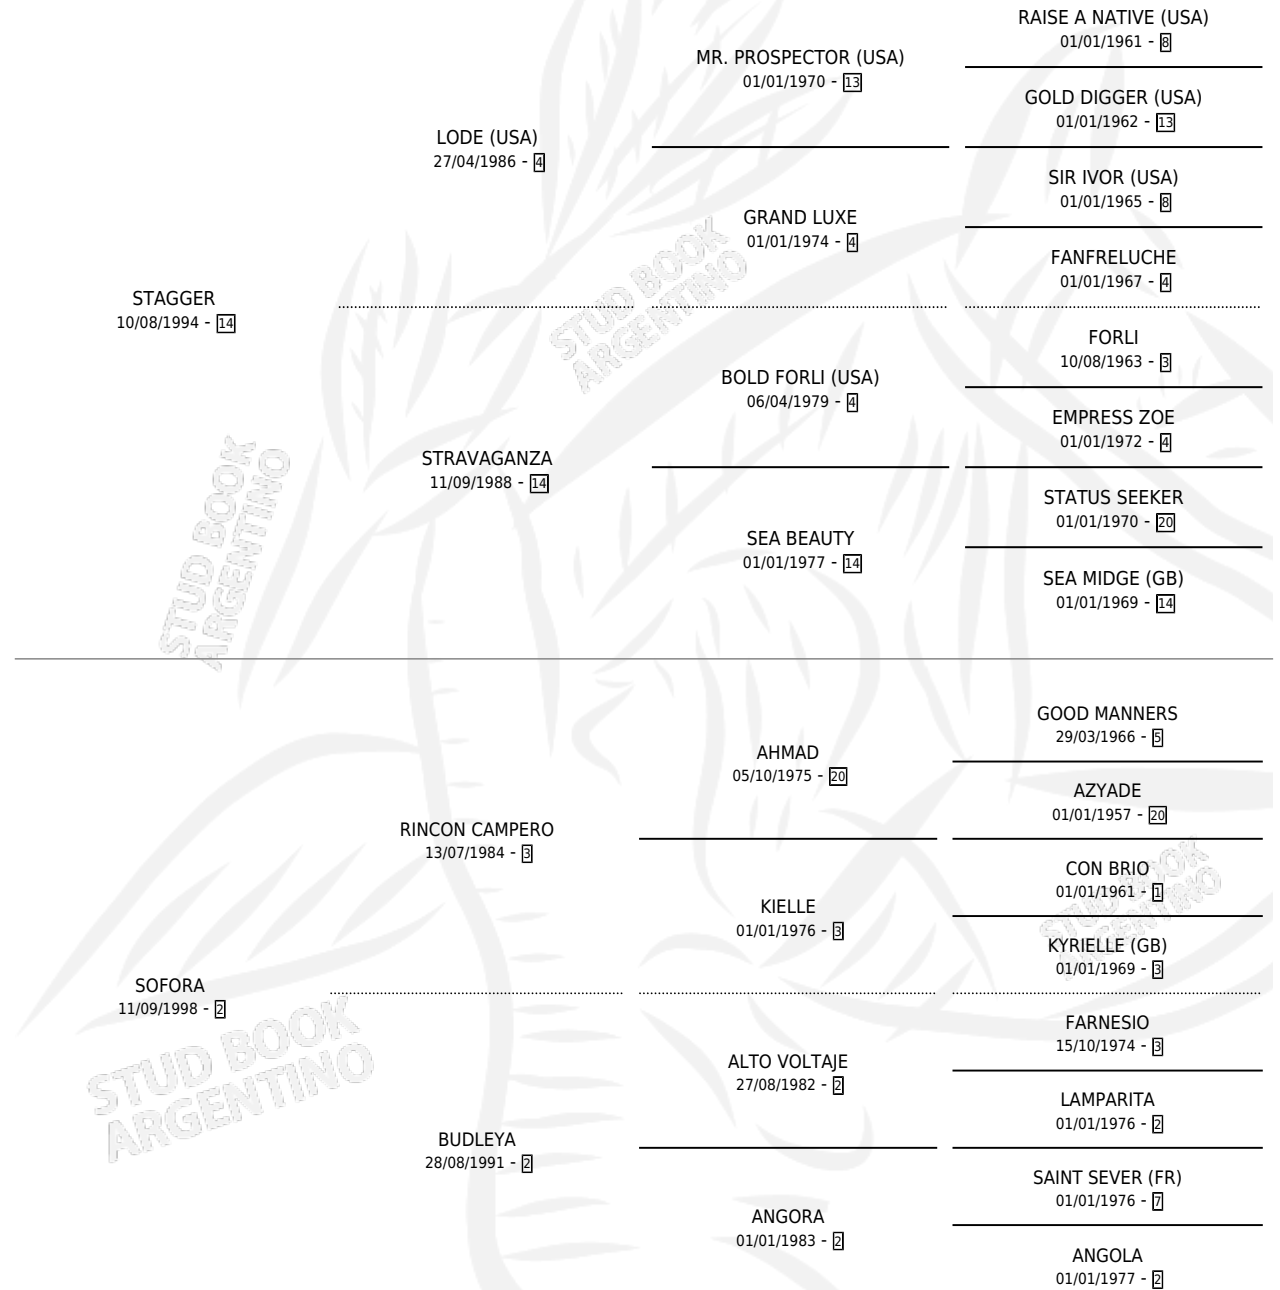 RAISE A NATIVE (USA)
01/01/1961 - 8
MR. PROSPECTOR (USA)
01/01/1970 - 13
GOLD DIGGER (USA)
01/01/1962 - 13
LODE (USA)
27/04/1986 - 4
SIR IVOR (USA)
01/01/1965 - 8
GRAND LUXE
01/01/1974 - 4
FANFRELUCHE
01/01/1967 - 4
STAGGER
10/08/1994 - 14
FORLI
10/08/1963 - 3
BOLD FORLI (USA)
06/04/1979 - 4
EMPRESS ZOE
01/01/1972 - 4
STRAVAGANZA
11/09/1988 - 14
STATUS SEEKER
01/01/1970 - 20
SEA BEAUTY
01/01/1977 - 14
SEA MIDGE (GB)
01/01/1969 - 14
GOOD MANNERS
29/03/1966 - 5
AHMAD
05/10/1975 - 20
AZYADE
01/01/1957 - 20
RINCON CAMPERO
13/07/1984 - 3
CON BRIO
01/01/1961 - 1
KIELLE
01/01/1976 - 3
KYRIELLE (GB)
01/01/1969 - 3
SOFORA
11/09/1998 - 2
FARNESIO
15/10/1974 - 3
ALTO VOLTAJE
27/08/1982 - 2
LAMPARITA
01/01/1976 - 2
BUDLEYA
28/08/1991 - 2
SAINT SEVER (FR)
01/01/1976 - 7
ANGORA
01/01/1983 - 2
ANGOLA
01/01/1977 - 2
STUD BOOK
ARGENTINO
STUD BOOK
ARGENTINO
STUD BOOK
ARGENTINO
STUD BOOK
ARGENTINO